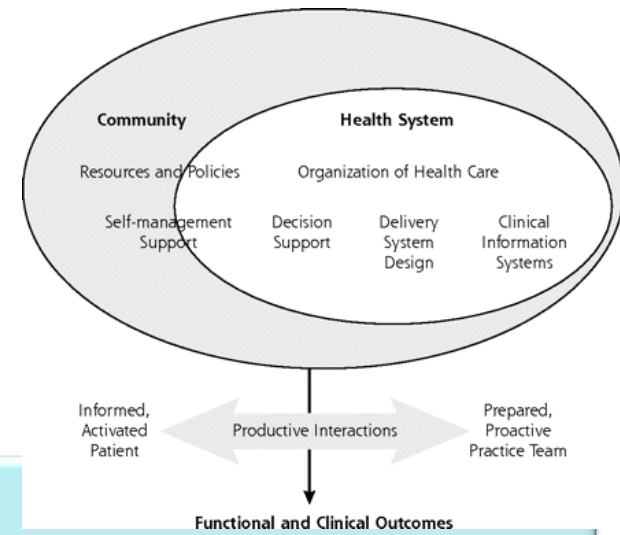 Community
Health System
Resources and Policies
Organization of Health Care
Self-management
Support
Decision
Support
Delivery
System
Design
Clinical
Information
Systems
Informed,
Activated
Patient
Productive Interactions
Prepared,
Proactive
Practice Team
Functional and Clinical Outcomes